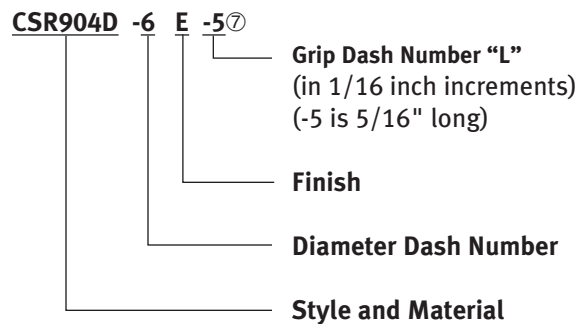 CSR904D -6 E -5⑦
Grip Dash Number “L”
(in 1/16 inch increments)
(-5 is 5/16" long)
Finish
Diameter Dash Number
Style and Material